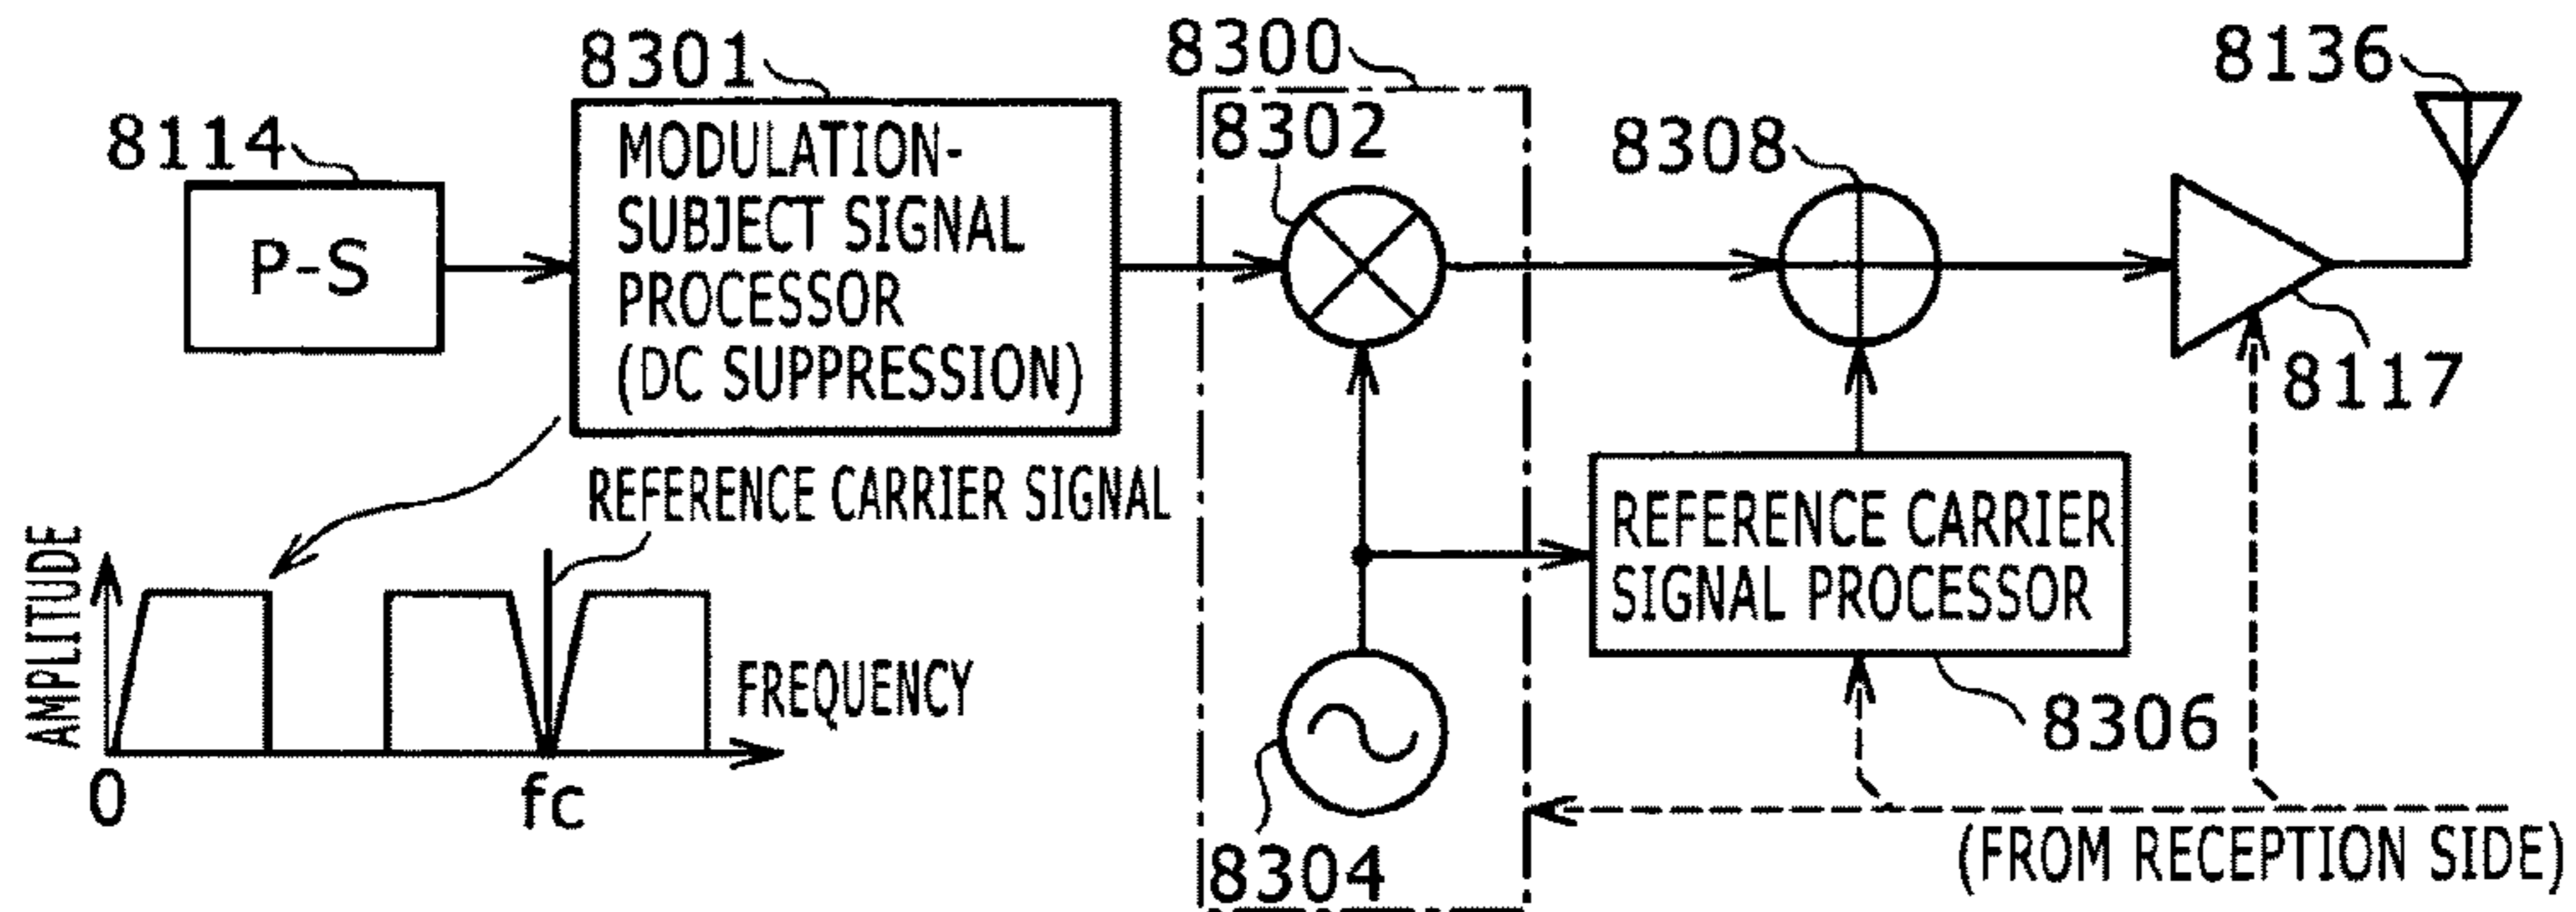 8301
8300
8136
8114
MODULATION-
SUBJECT SIGNAL
PROCESSOR
(DC SUPPRESSION)
8302
8308
P-S
8117
REFERENCE CARRIER SIGNAL
REFERENCE CARRIER
SIGNAL PROCESSOR
AMPLITUDE
FREQUENCY
8306
0
fc
8304
(FROM RECEPTION SIDE)